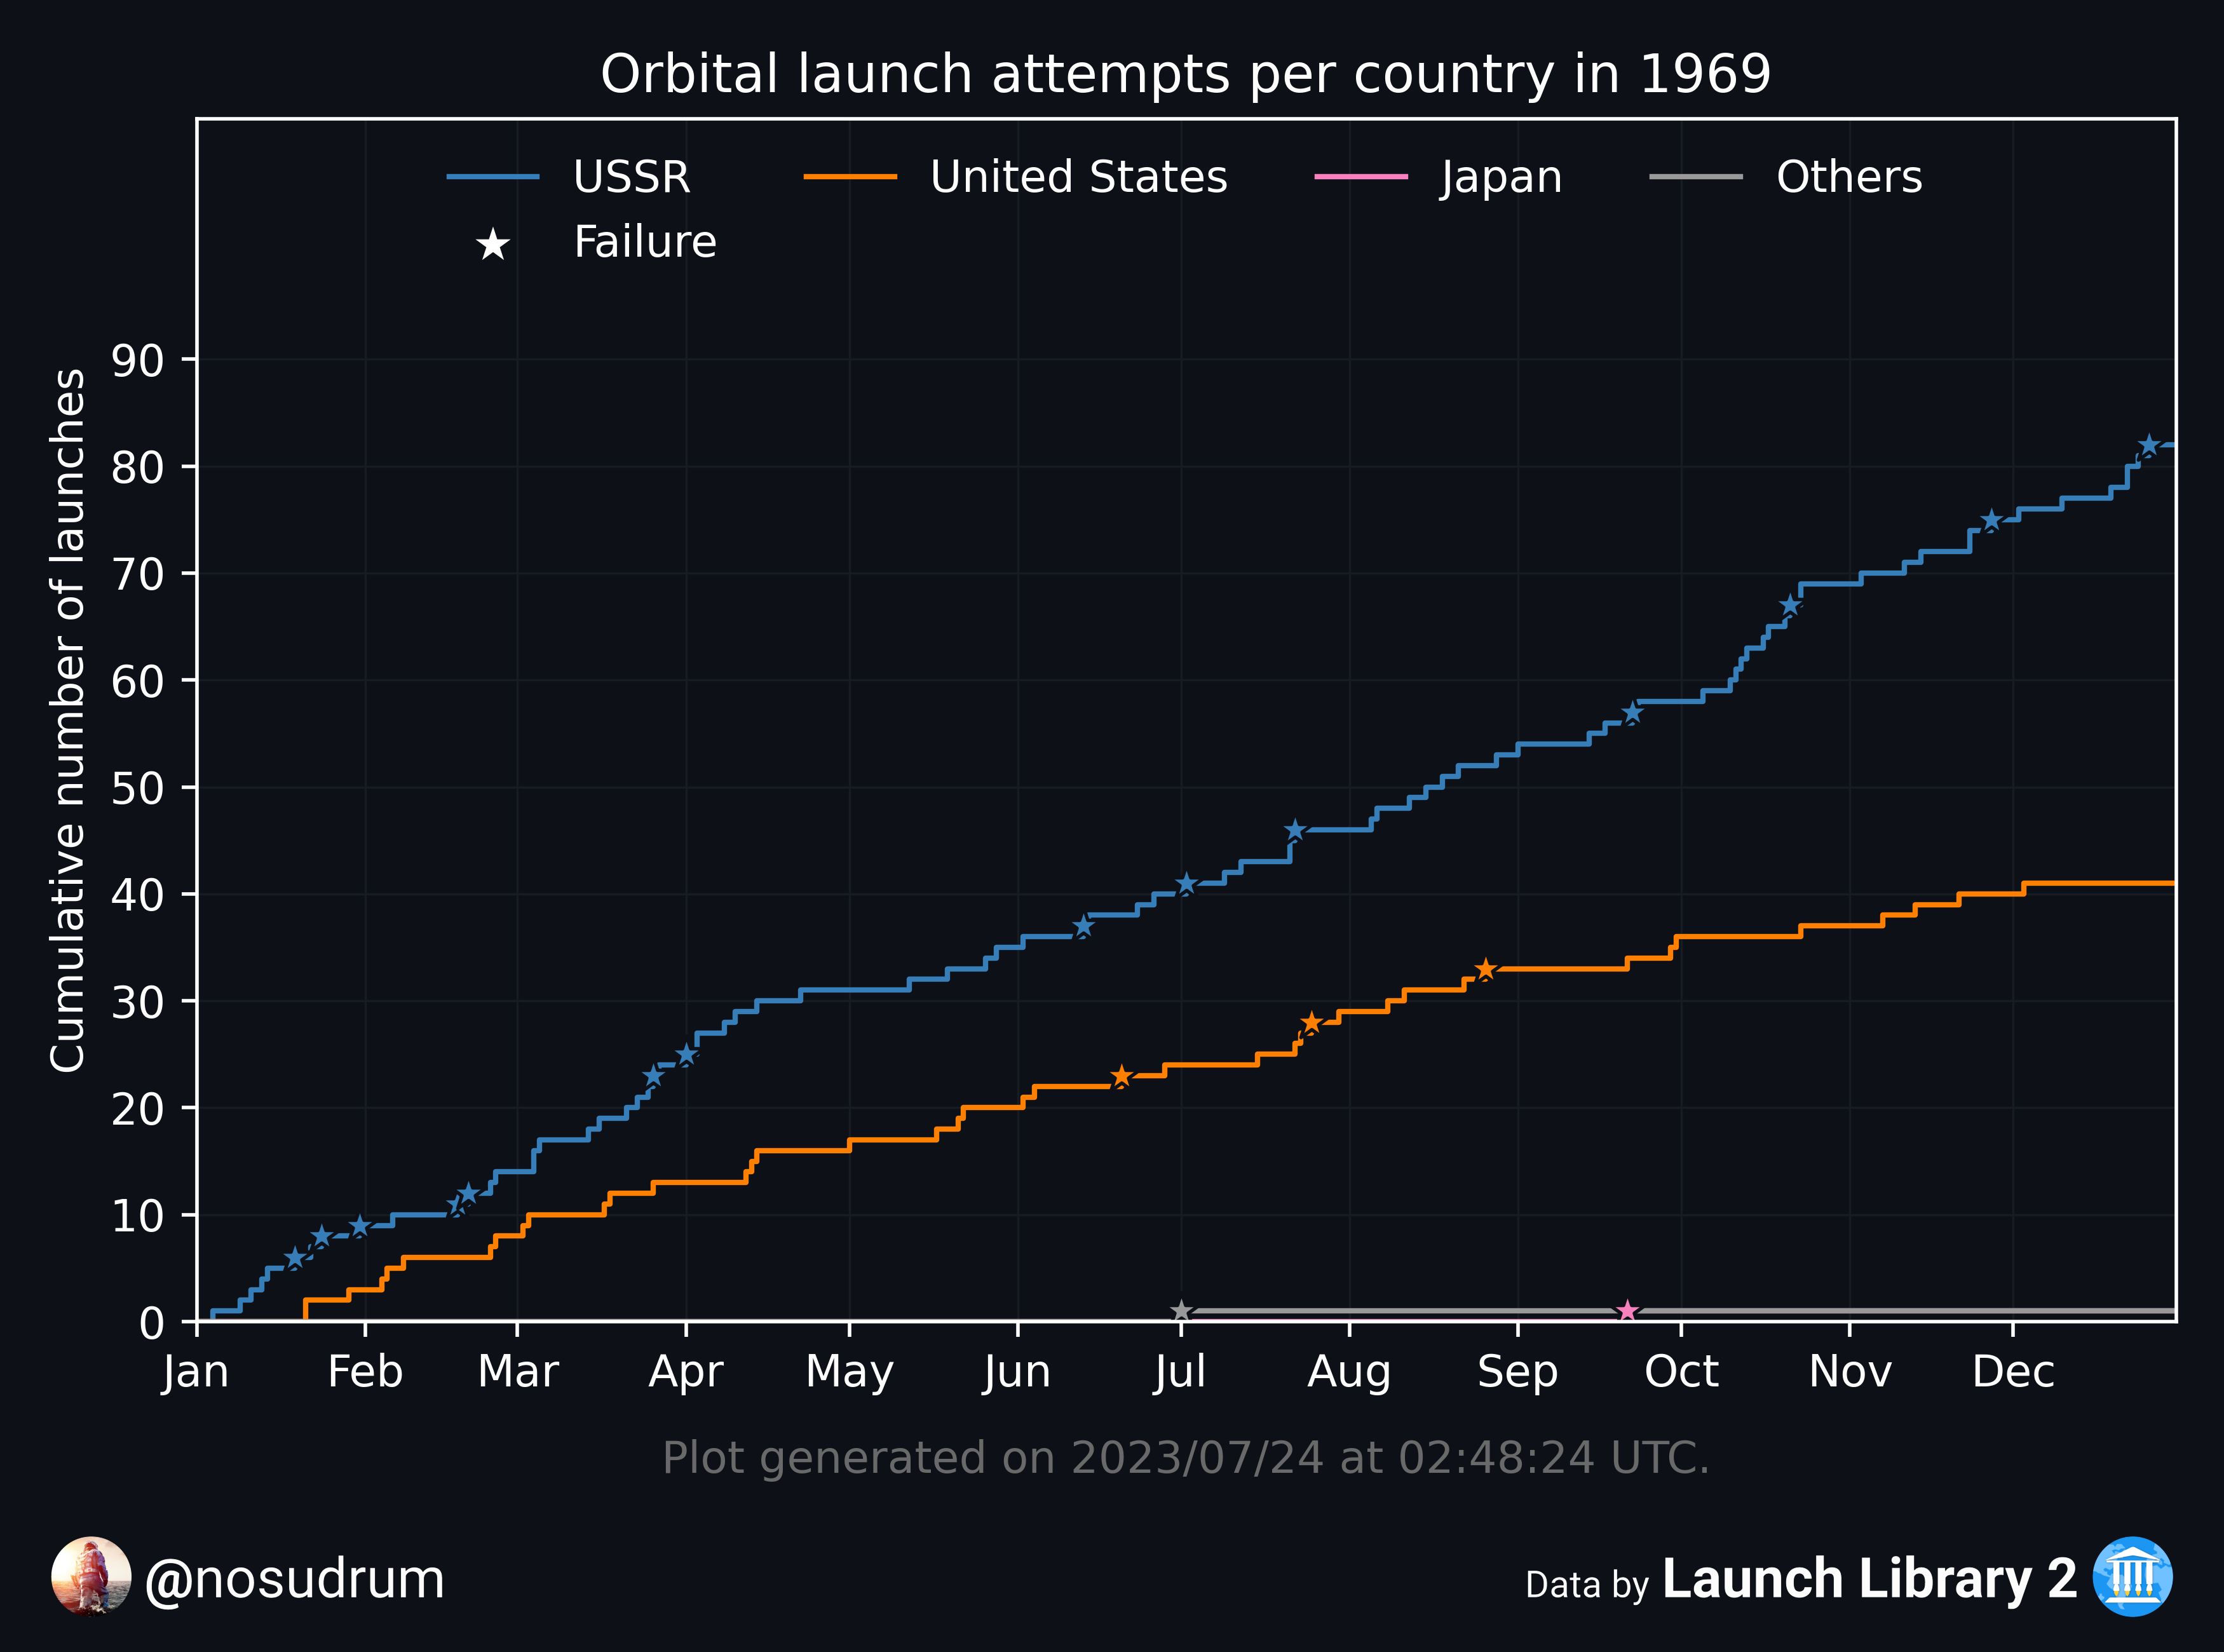 Orbital launch attempts per country in 1969
USSR
United States
Japan
Others
Failure
Cumulative number of launches
90
80
70
60
50
40
30
20
10
0
Jan Feb Mar Apr May Jun Jul Aug Sep Oct Nov Dec
Plot generated on 2023/07/24 at 02:48:24 UTC.
@nosudrum
Data by Launch Library 2